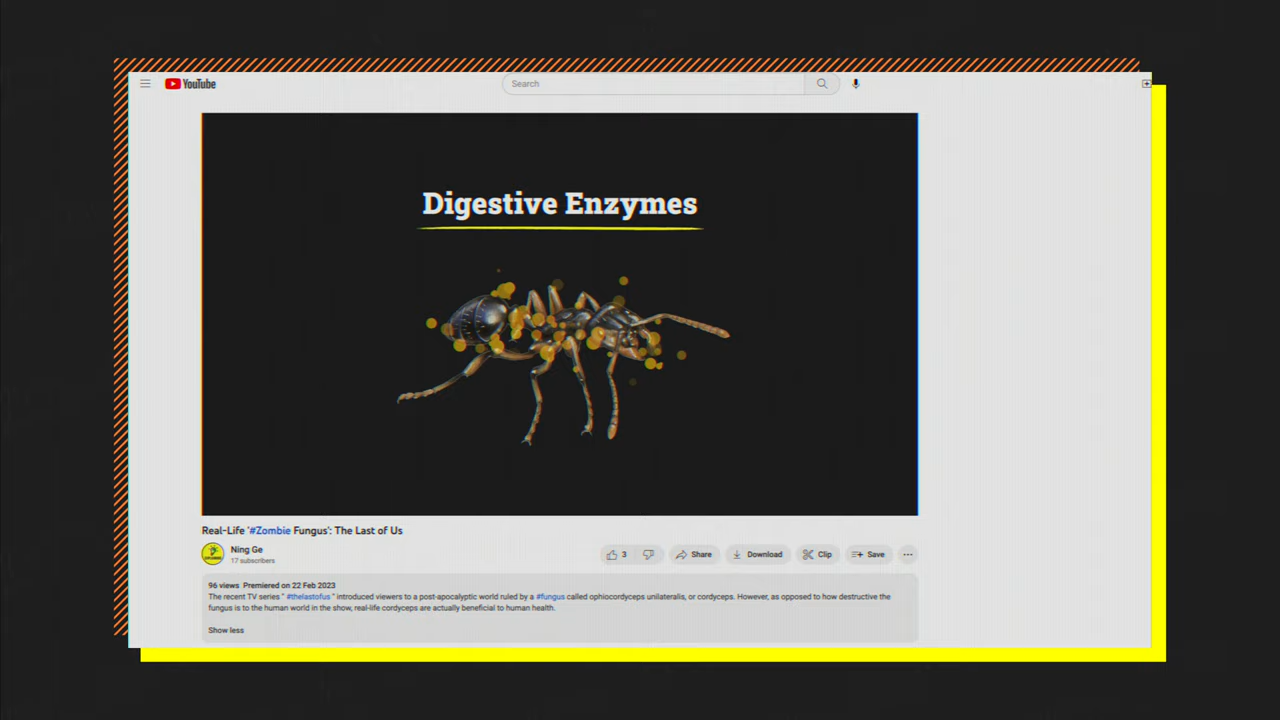 YouTube
Search
Digestive Enzymes
Real-Life '#Zombie Fungus': The Last of Us
Ning Ge
17 subscribers
3
Share
Download
Clip
Save
96 views Premiered on 22 Feb 2023
The recent TV series " #thelastofus " introduced viewers to a post-apocalyptic world ruled by a #fungus called ophiocordyceps unilateralis, or cordyceps. However, as opposed to how destructive the
fungus is to the human world in the show, real-life cordyceps are actually beneficial to human health.
Show less